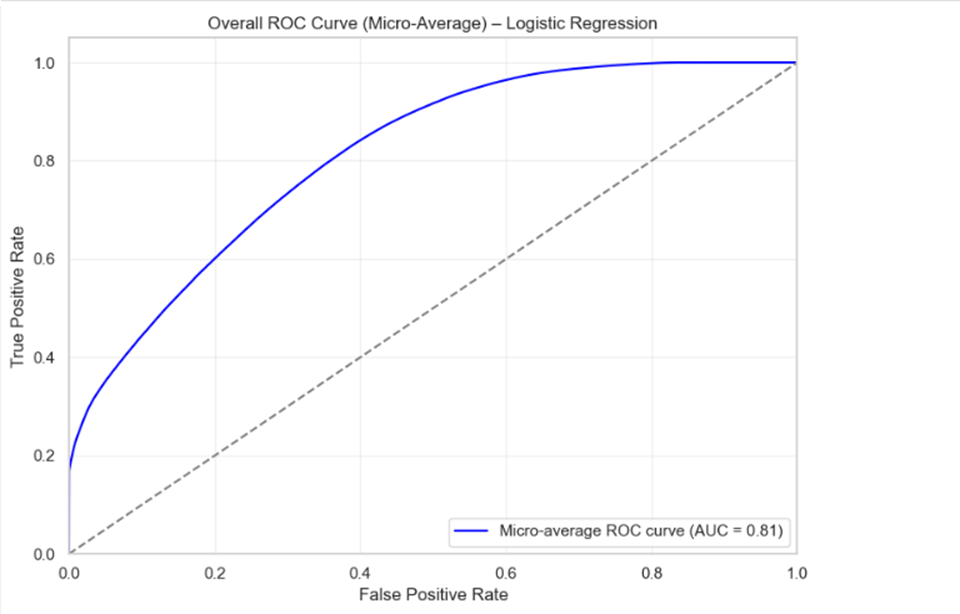 Overall ROC Curve (Micro-Average) – Logistic Regression
True Positive Rate
1.0
0.8
0.6
0.4
0.2
0.0
Micro-average ROC curve (AUC = 0.81)
0.0 0.2 0.4 0.6 0.8 1.0
False Positive Rate